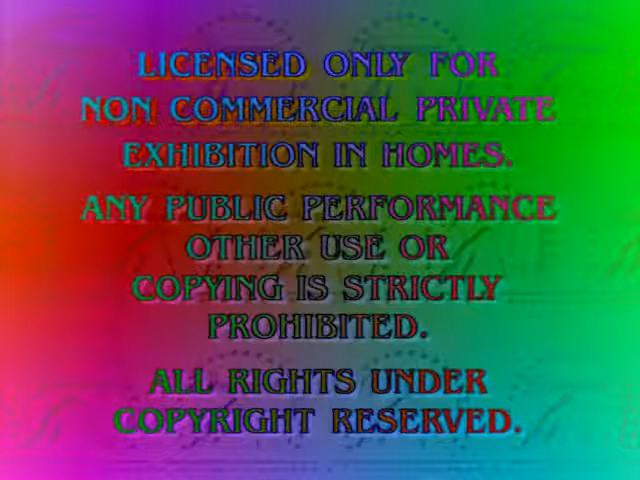 LICENSED ONLY FOR
NON COMMERCIAL PRIVATE
EXHIBITION IN HOMES.
ANY PUBLIC PERFORMANCE
OTHER USE OR
COPYING IS STRICTLY
PROHIBITED.
ALL RIGHTS UNDER
COPYRIGHT RESERVED.